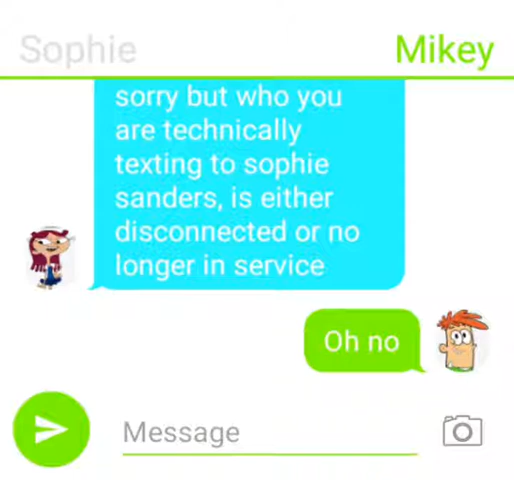 Sophie
Mikey
sorry but who you
are technically
texting to sophie
sanders, is either
disconnected or no
longer in service
Oh no
Message